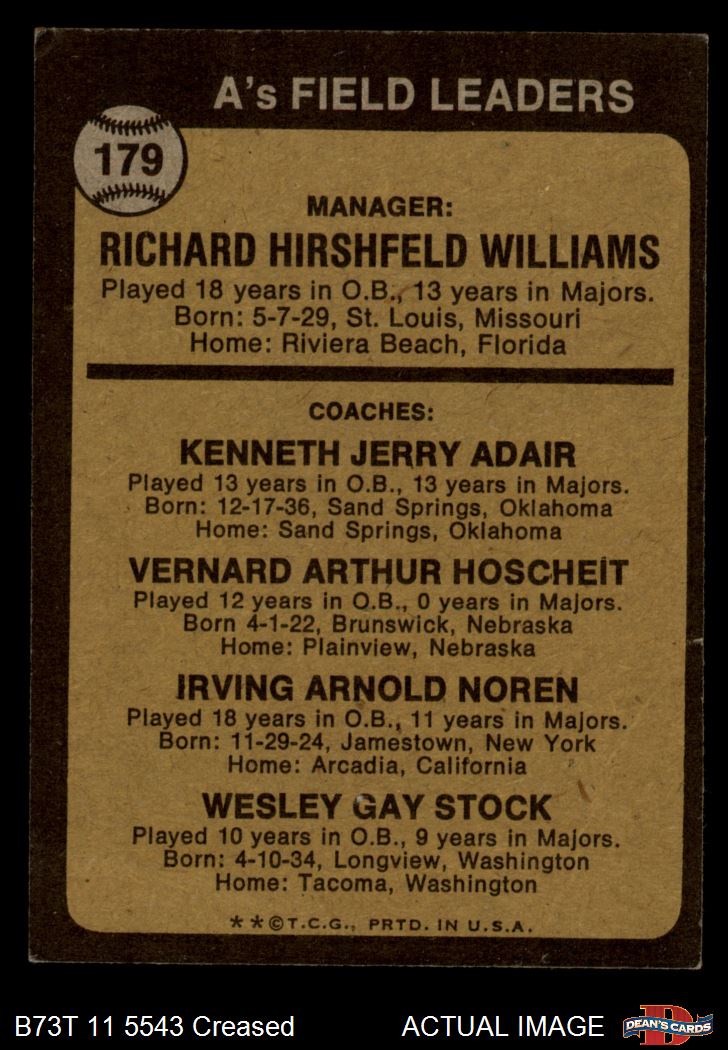 A's FIELD LEADERS
179
MANAGER:
RICHARD HIRSHFELD WILLIAMS
Played 18 years in O.B., 13 years in Majors.
Born: 5-7-29, St. Louis, Missouri
Home: Riviera Beach, Florida
COACHES:
KENNETH JERRY ADAIR
Played 13 years in O.B., 13 years in Majors.
Born: 12-17-36, Sand Springs, Oklahoma
Home: Sand Springs, Oklahoma
VERNARD ARTHUR HOSCHEIT
Played 12 years in O.B., 0 years in Majors.
Born 4-1-22, Brunswick, Nebraska
Home: Plainview, Nebraska
IRVING ARNOLD NOREN
Played 18 years in O.B., 11 years in Majors.
Born: 11-29-24, Jamestown, New York
Home: Arcadia, California
WESLEY GAY STOCK
Played 10 years in O.B., 9 years in Majors.
Born: 4-10-34, Longview, Washington
Home: Tacoma, Washington
**©T.C.G., PRTD. IN U.S.A.
B73T 11 5543 Creased ACTUAL IMAGE D DEAN'S CARDS